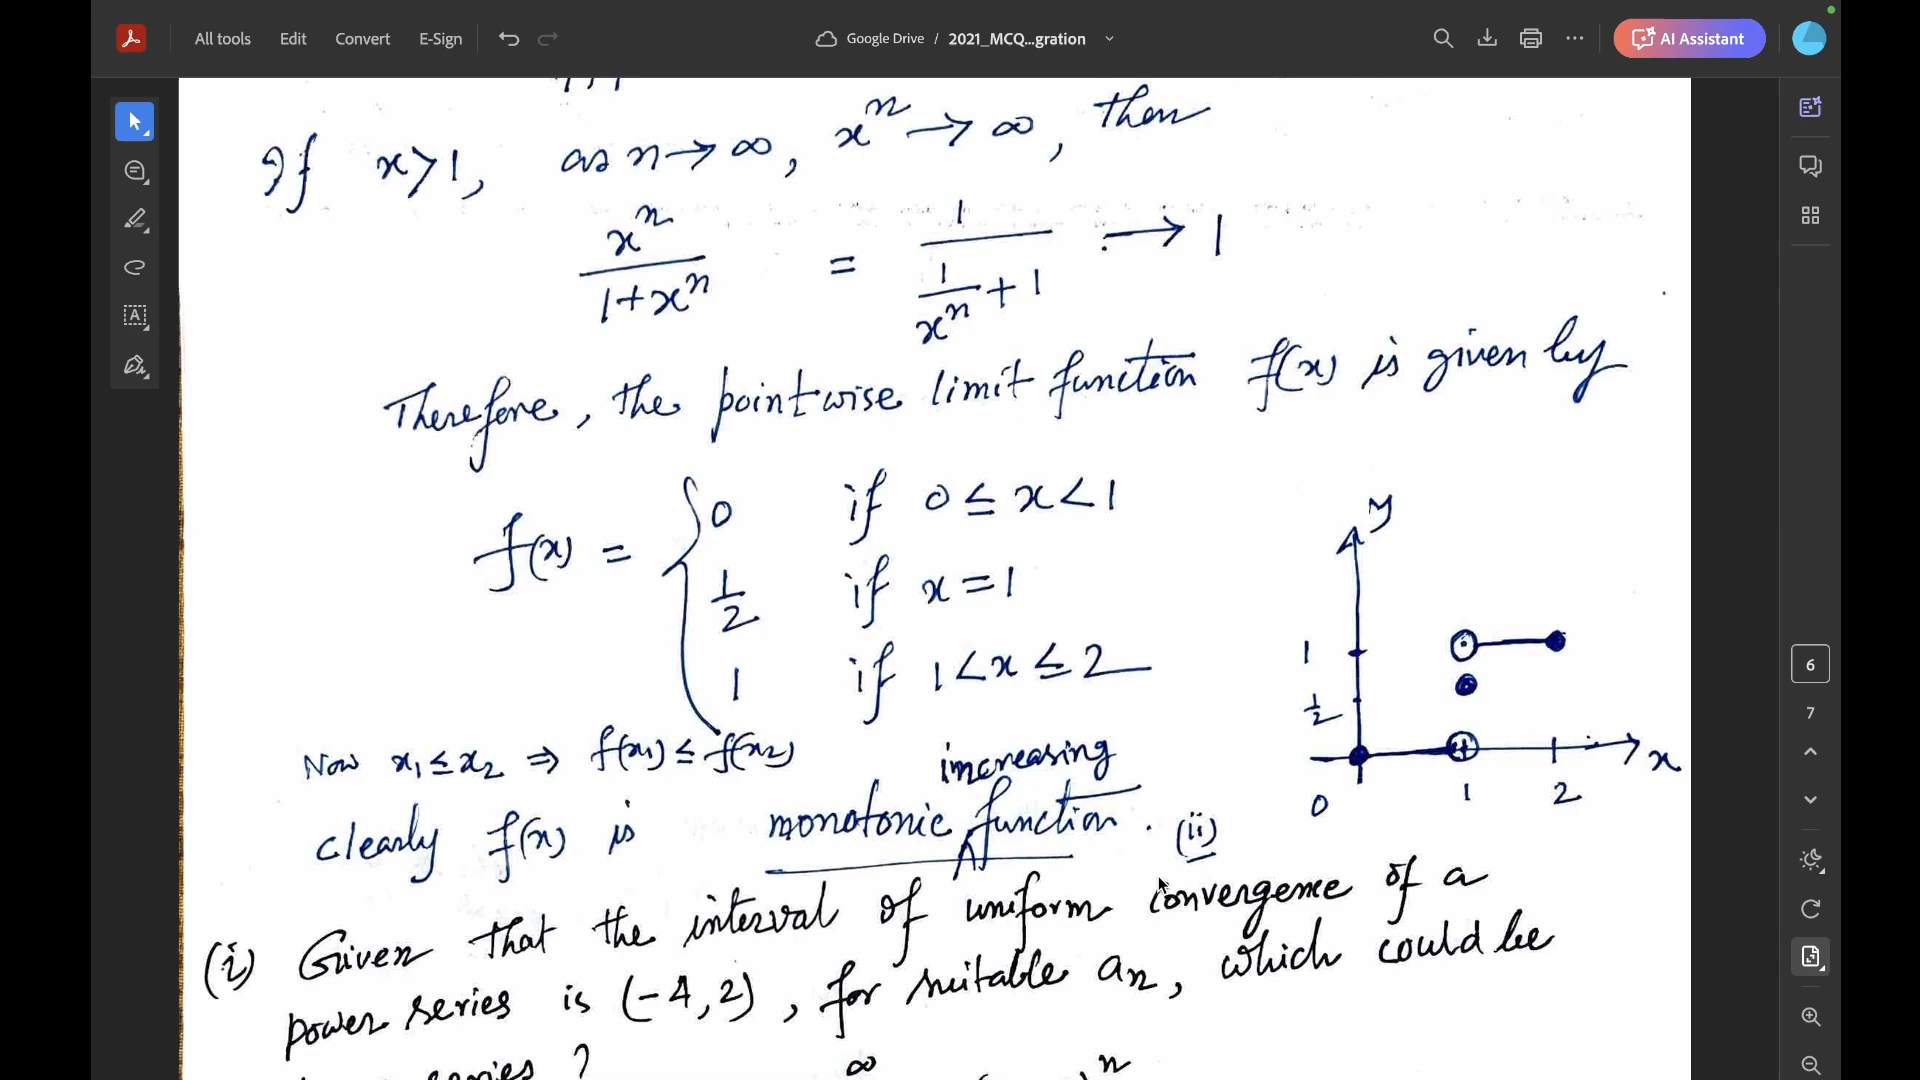 All tools Edit Convert E-Sign Google Drive / 2021_MCQ...gration AI Assistant
If x>1, as n→∞, xⁿ→∞, then
xⁿ/(1+xⁿ) = 1/(1/xⁿ+1) → 1
Therefore, the pointwise limit function f(x) is given by
f(x) = { 0 if 0 ≤ x < 1
1/2 if x = 1
1 if 1 < x ≤ 2
y
1
1/2
0 1 2 x
Now x₁ ≤ x₂ ⇒ f(x₁) ≤ f(x₂)
increasing
clearly f(x) is monotonic function. (ii)
(i) Given that the interval of uniform convergence of a
power series is (-4,2), for suitable aₙ, which could be
series ?
∞
n
6
7